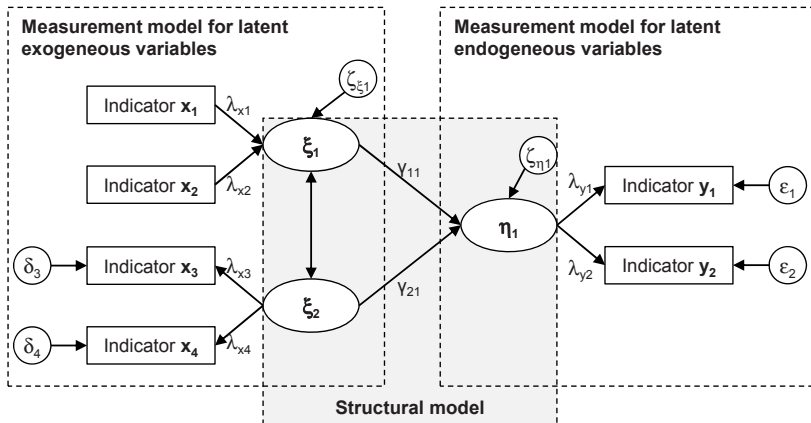 Measurement model for latent
exogeneous variables
Measurement model for latent
endogeneous variables
ζξ1
Indicator x1
λx1
ξ1
Indicator x2
λx2
γ11
ζη1
λy1
Indicator y1
ε1
η1
δ3
Indicator x3
λx3
λy2
Indicator y2
ε2
ξ2
γ21
δ4
Indicator x4
λx4
Structural model